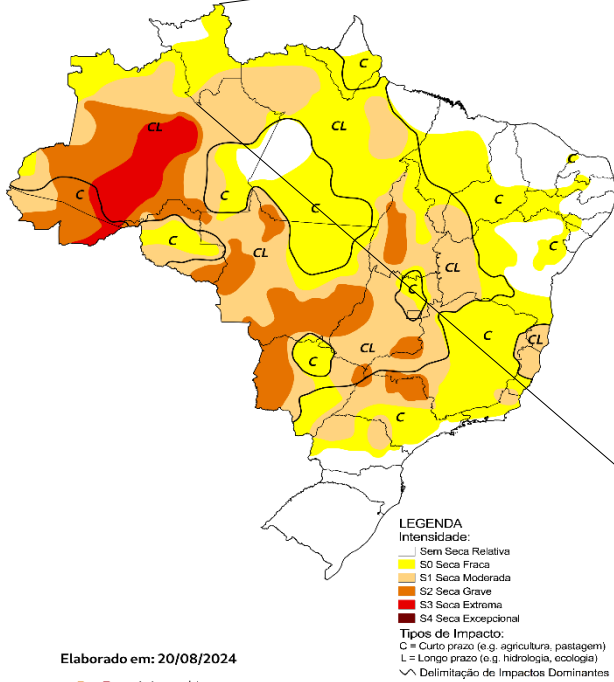 C
CL
CL
C
C
C
C
C
C
CL
CL
C
C
CL
C
CL
C
C
LEGENDA
Intensidade:
Sem Seca Relativa
S0 Seca Fraca
S1 Seca Moderada
S2 Seca Grave
S3 Seca Extrema
S4 Seca Excepcional
Tipos de Impacto:
C = Curto prazo (e.g. agricultura, pastagem)
L = Longo prazo (e.g. hidrologia, ecologia)
Delimitação de Impactos Dominantes
Elaborado em: 20/08/2024